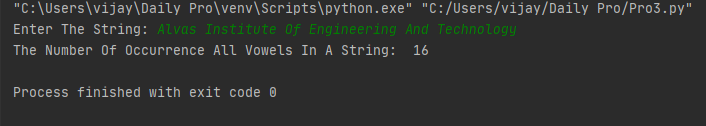 "C:\Users\vijay\Daily Pro\venv\Scripts\python.exe" "C:/Users/vijay/Daily Pro/Pro3.py"
Enter The String: Alvas Institute Of Engineering And Technology
The Number Of Occurrence All Vowels In A String:  16
Process finished with exit code 0